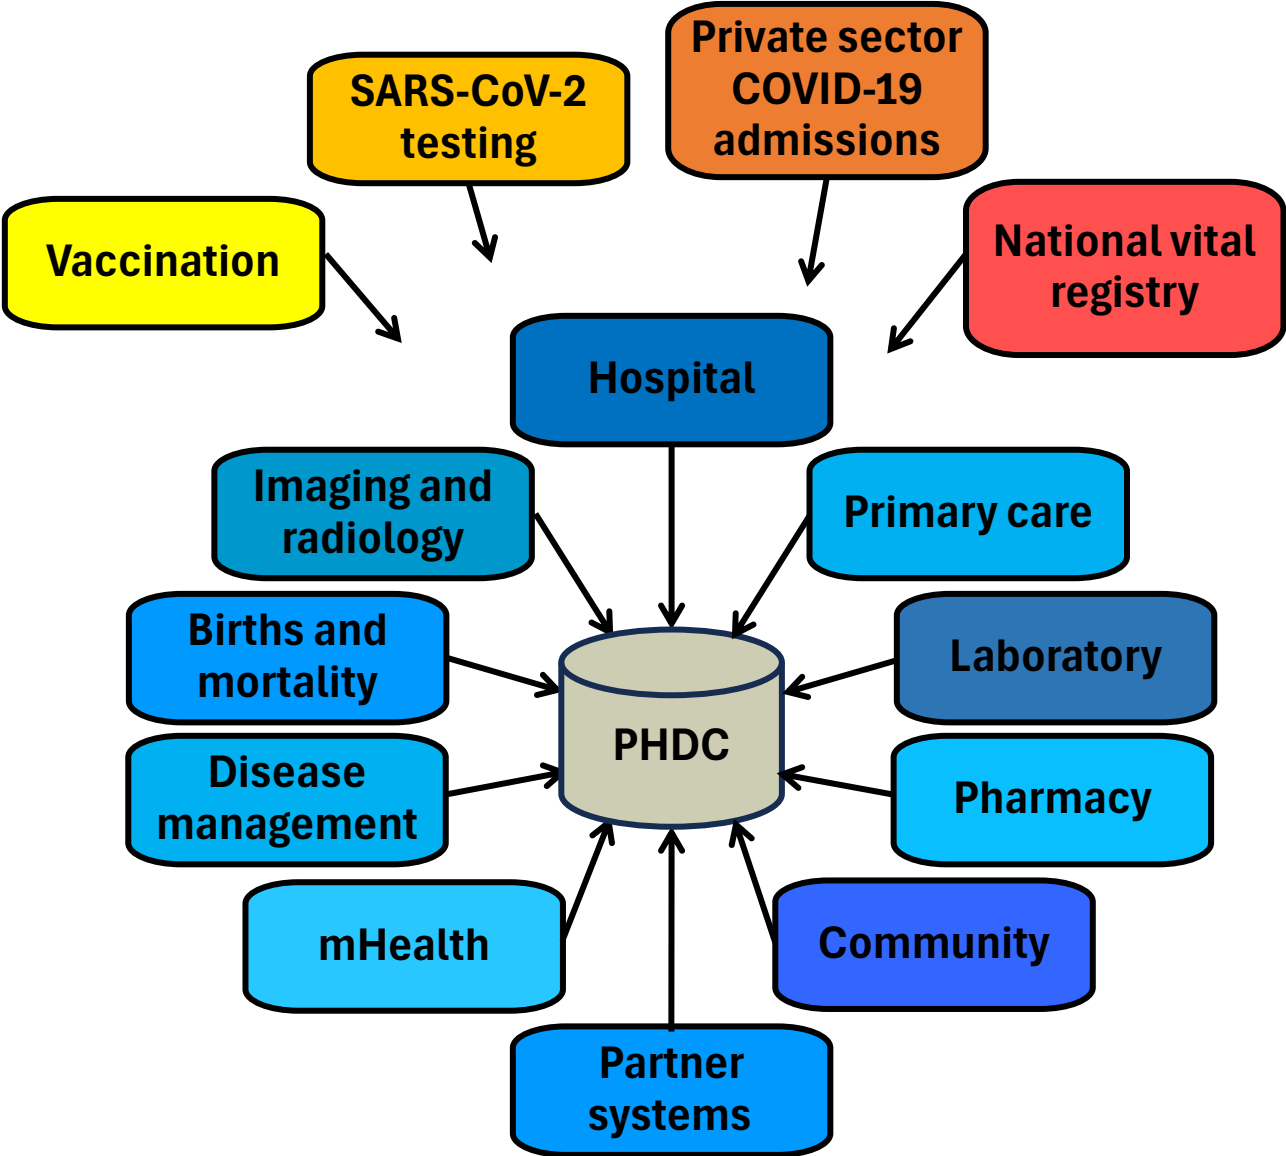 Private sector
COVID-19
admissions
SARS-CoV-2
testing
Vaccination
National vital
registry
Hospital
Imaging and
radiology
Primary care
Births and
mortality
Laboratory
PHDC
Disease
management
Pharmacy
mHealth
Community
Partner
systems